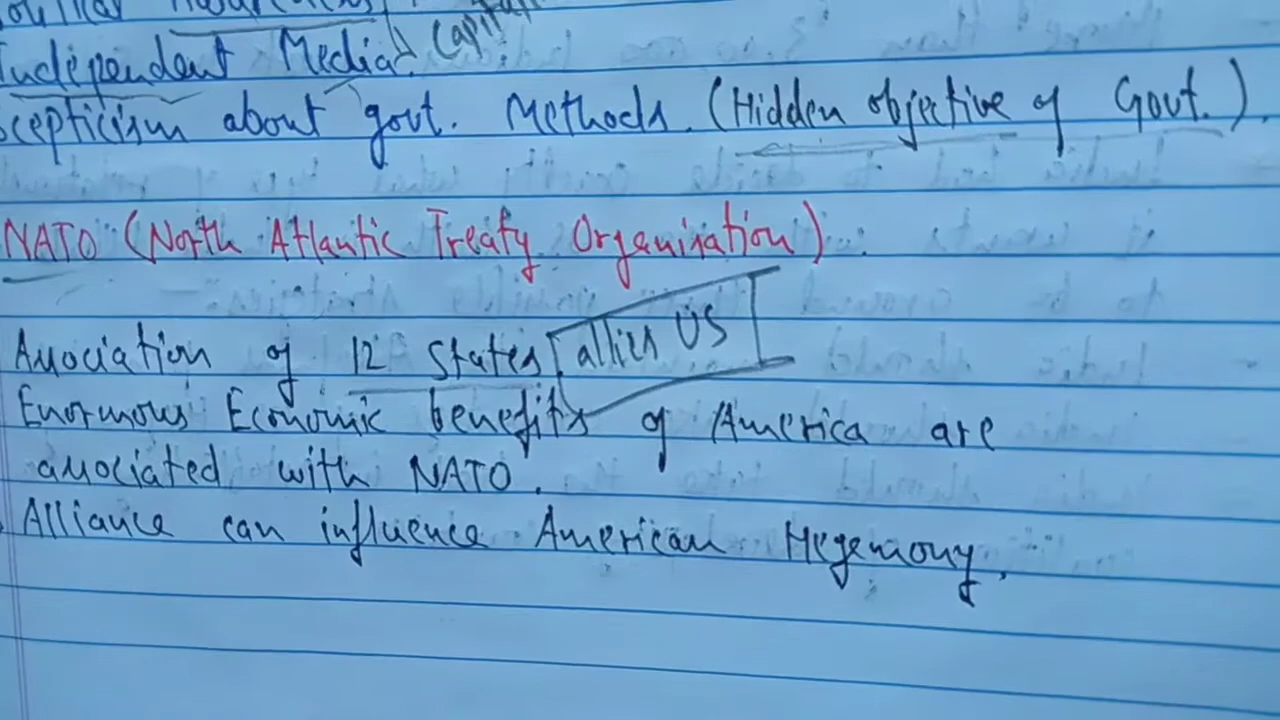 Independent Media.
scepticism about govt. Methods. (Hidden objective of Govt.).
NATO (North Atlantic Treaty Organisation).
Association of 12 States allies US
Enormous Economic benefits of America are
associated with NATO.
Alliance can influence American Hegemony.